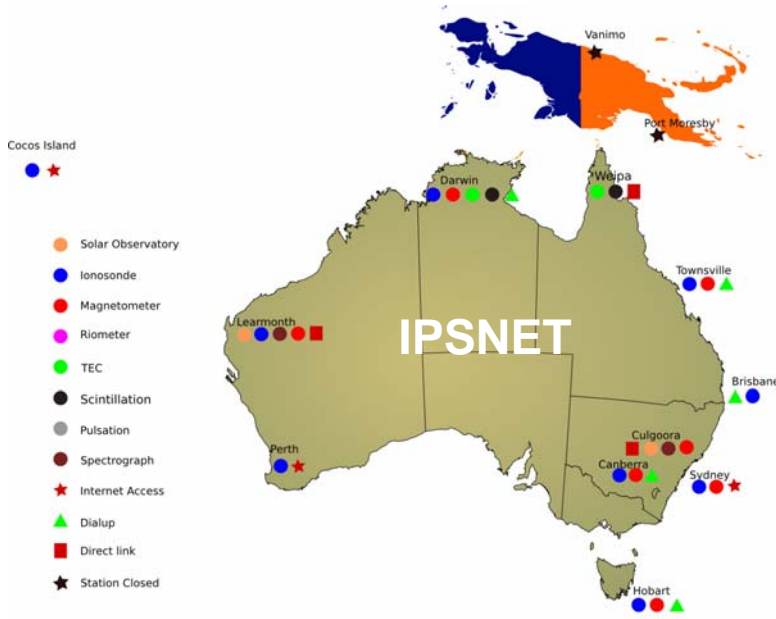 Vanimo
Port Moresby
Cocos Island
Darwin
Weipa
Solar Observatory
Ionosonde
Townsville
Magnetometer
Learmonth
Riometer
IPSNET
TEC
Brisbane
Scintillation
Pulsation
Culgoora
Perth
Spectrograph
Canberra
Sydney
Internet Access
Dialup
Direct link
Station Closed
Hobart